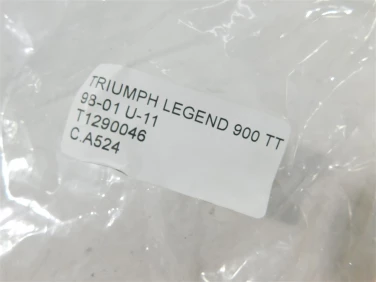 TRIUMPH LEGEND 900 TT
98-01 U-11
T1290046
C.A524